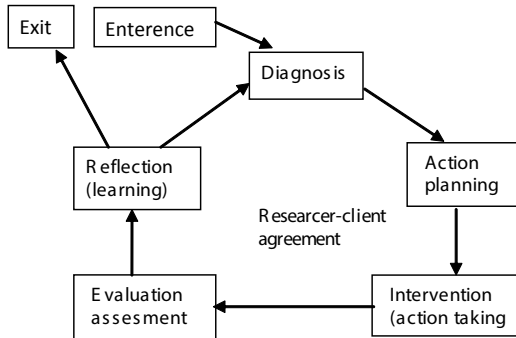 Exit
Enterence
Diagnosis
Reflection
(learning)
Action
planning
Researcer-client
agreement
Evaluation
assesment
Intervention
(action taking